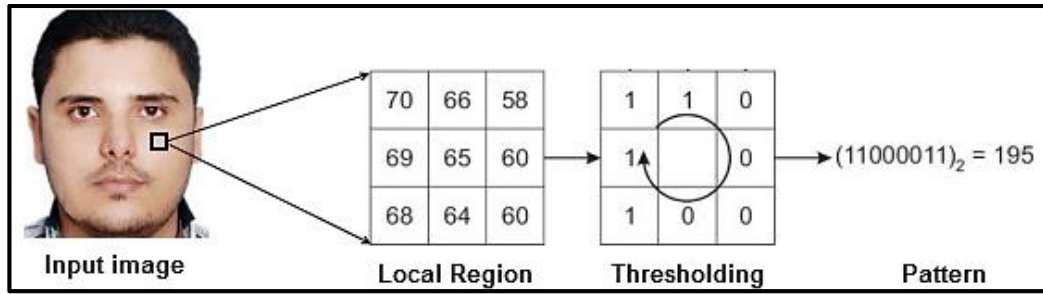 70 66 58
1 1 0
69 65 60
1 0
(11000011)₂ = 195
68 64 60
1 0 0
Input image
Local Region
Thresholding
Pattern